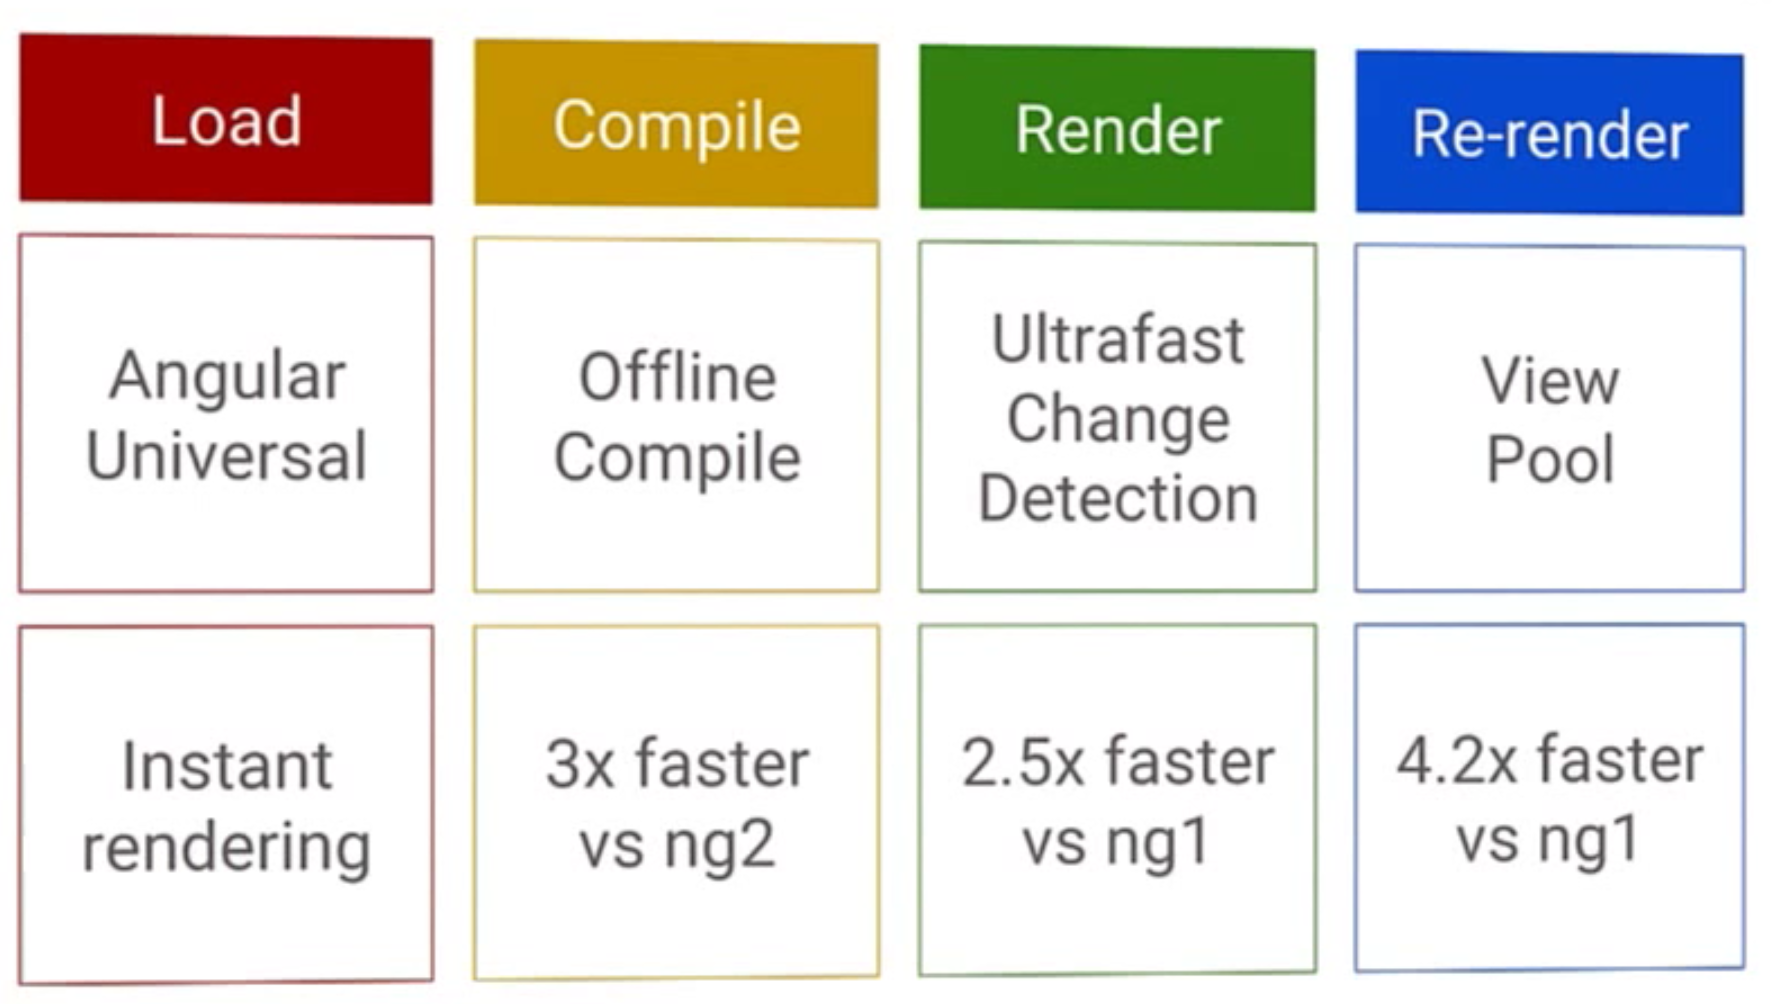 Load
Compile
Render
Re-render
Angular
Universal
Offline
Compile
Ultrafast
Change
Detection
View
Pool
Instant
rendering
3x faster
vs ng2
2.5x faster
vs ng1
4.2x faster
vs ng1